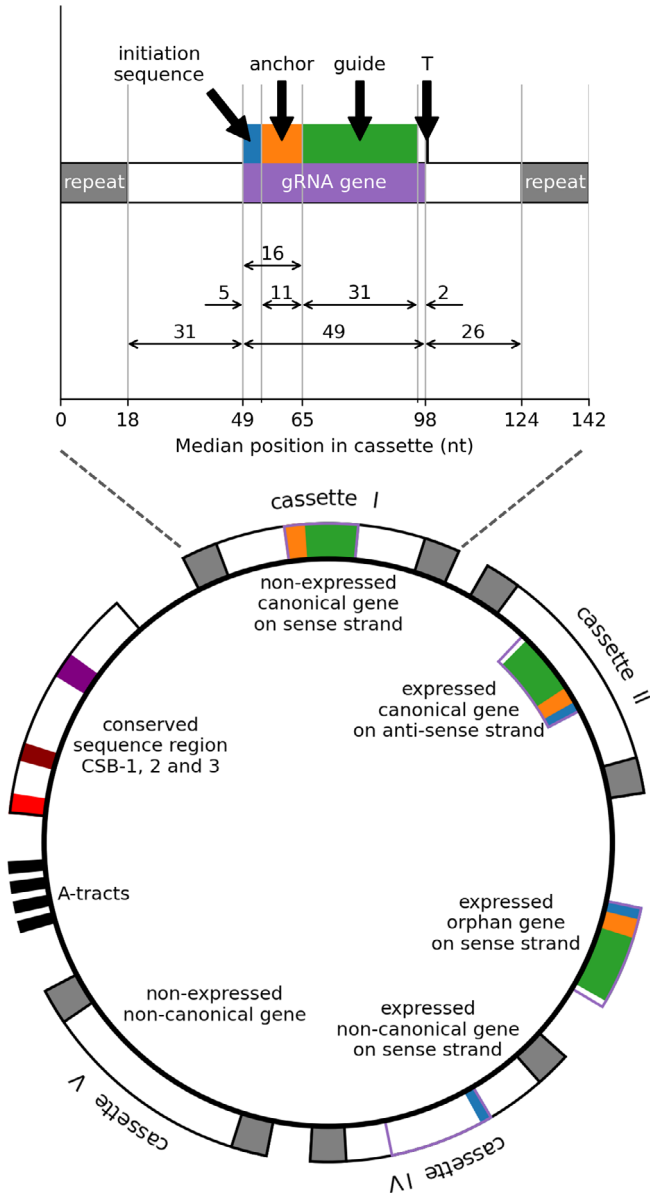 initiation
sequence
anchor
guide
T
repeat
gRNA gene
repeat
16
5
11
31
2
31
49
26
0
18
49
65
98
124
142
Median position in cassette (nt)
cassette I
non-expressed
canonical gene
on sense strand
cassette II
expressed
canonical gene
on anti-sense strand
conserved
sequence region
CSB-1, 2 and 3
A-tracts
expressed
orphan gene
on sense strand
non-expressed
non-canonical gene
expressed
non-canonical gene
on sense strand
cassette V
cassette IV